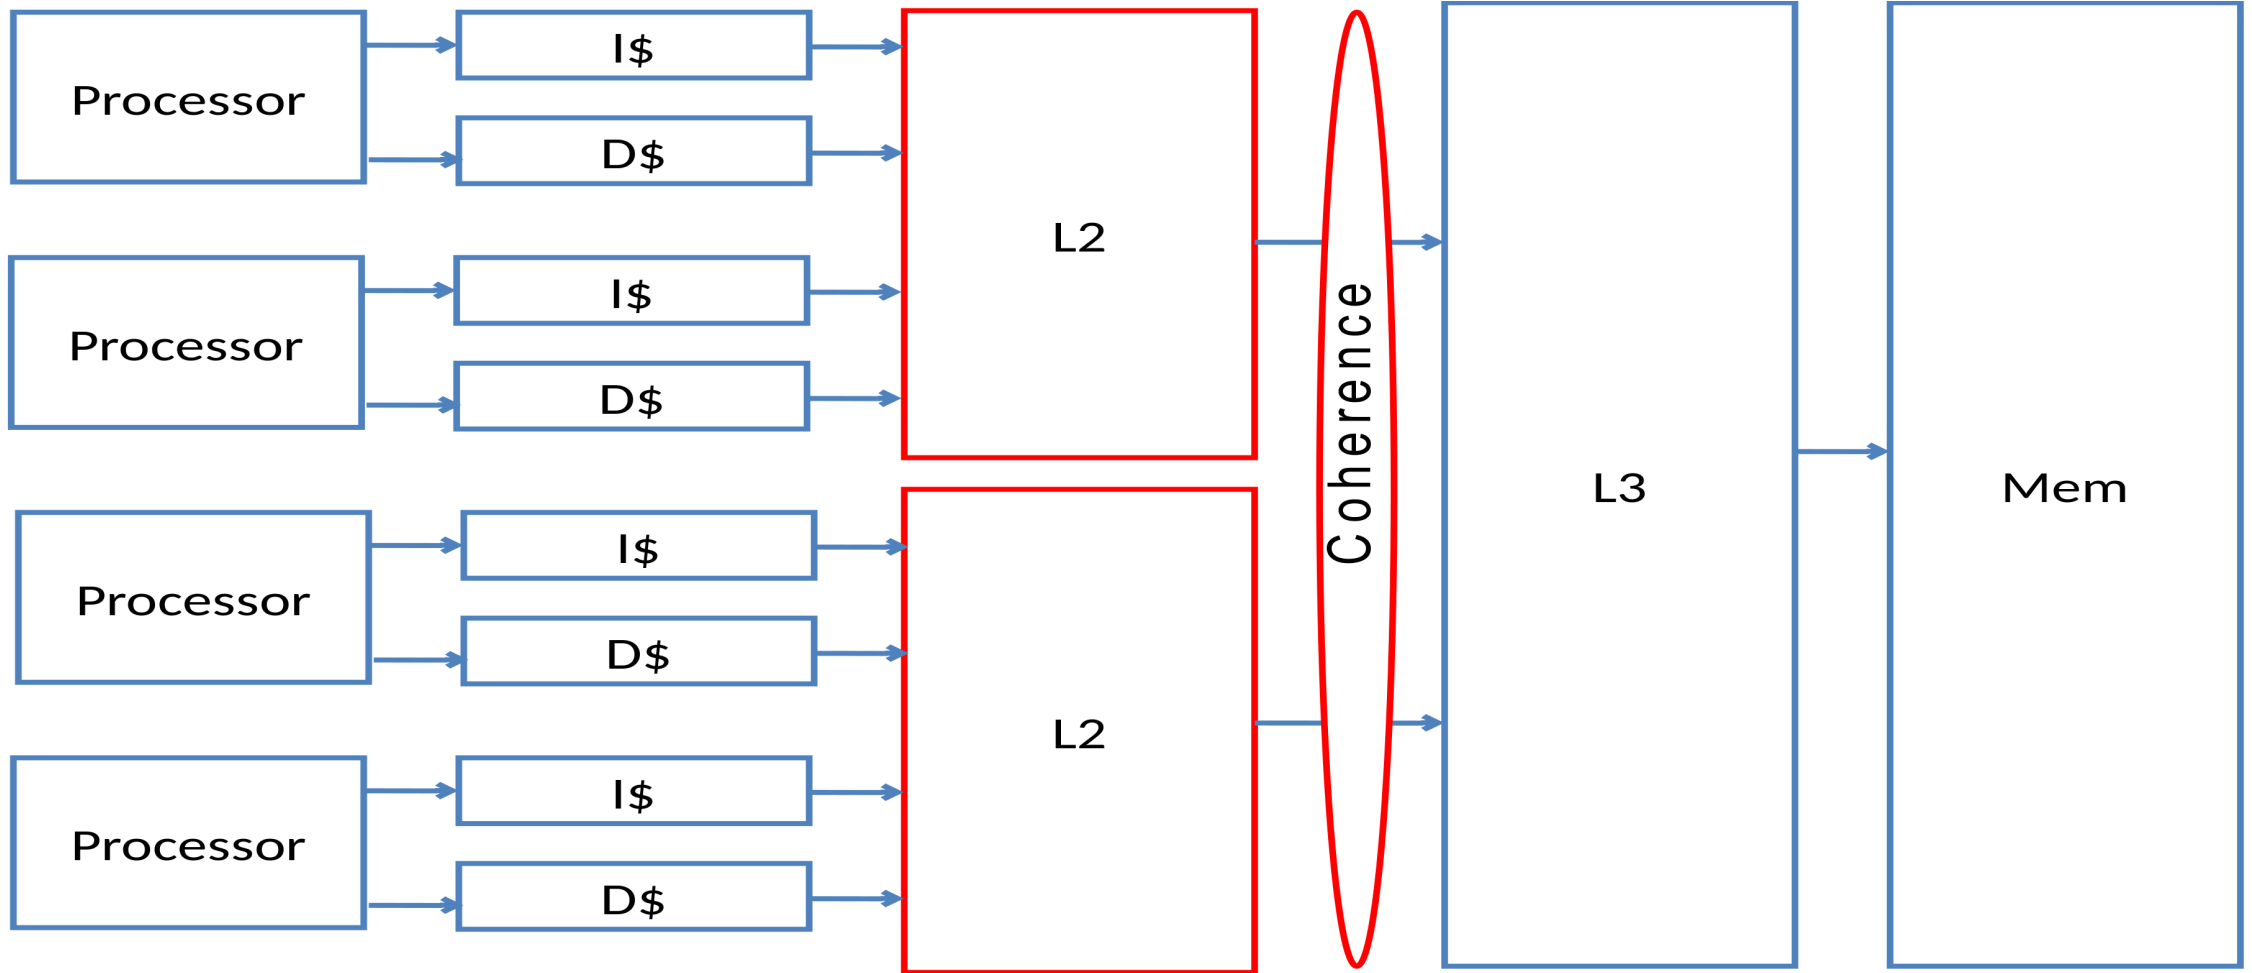 Processor
I$
D$
Processor
I$
D$
L2
Processor
I$
D$
Processor
I$
D$
L2
Coherence
L3
Mem